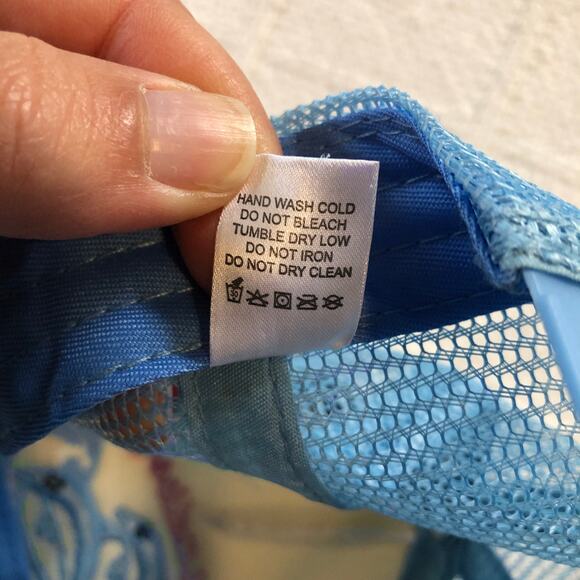 HAND WASH COLD
DO NOT BLEACH
TUMBLE DRY LOW
DO NOT IRON
DO NOT DRY CLEAN